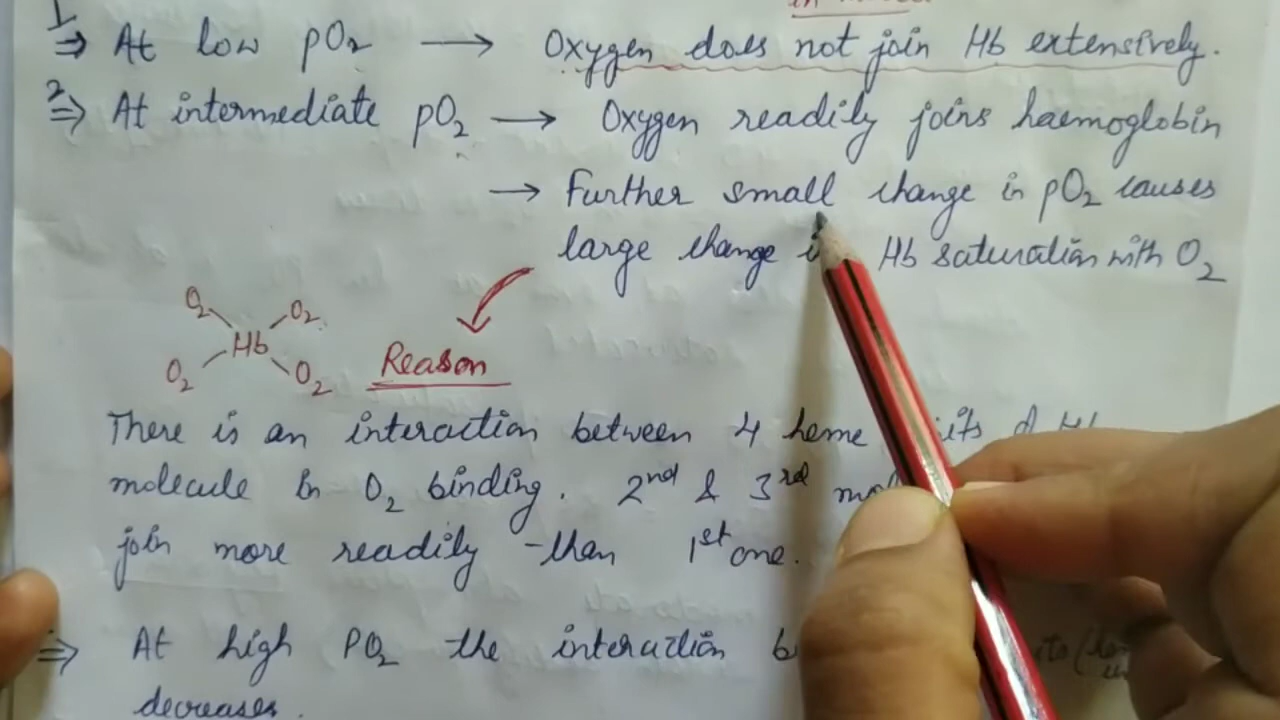 1
⇒ At low pO2 → Oxygen does not join Hb extensively.
2
⇒ At intermediate pO2 → Oxygen readily joins haemoglobin
→ Further small change in pO2 causes
large change in Hb saturation with O2
O2 O2
Hb
O2 O2
Reason
There is an interaction between 4 heme
molecule in O2 binding. 2nd & 3rd
join more readily than 1st one.
⇒ At high PO2 the interaction
decreases.